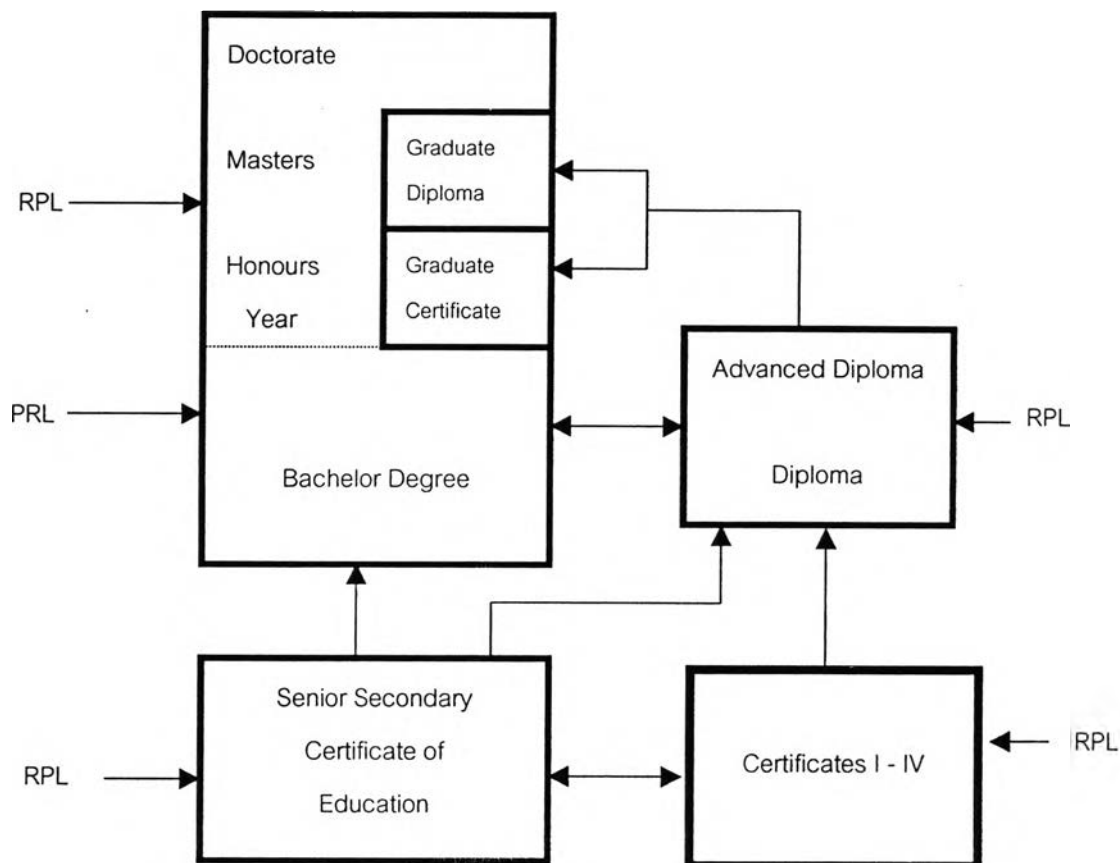 Doctorate
Masters
Graduate
Diploma
RPL
Honours
Year
Graduate
Certificate
PRL
Bachelor Degree
Advanced Diploma
Diploma
RPL
Senior Secondary
Certificate of
Education
RPL
Certificates I - IV
RPL